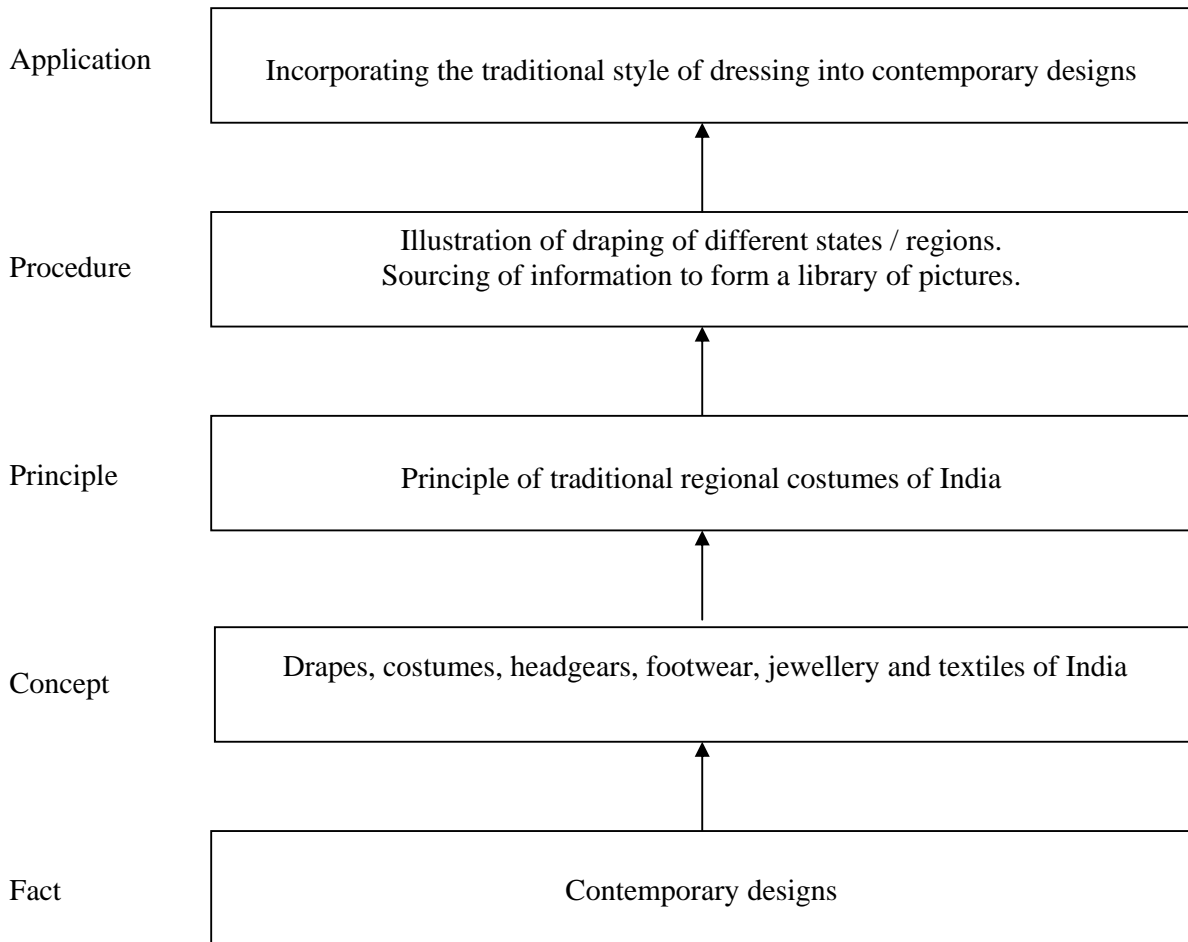 Application
Incorporating the traditional style of dressing into contemporary designs
Procedure
Illustration of draping of different states / regions.
Sourcing of information to form a library of pictures.
Principle
Principle of traditional regional costumes of India
Concept
Drapes, costumes, headgears, footwear, jewellery and textiles of India
Fact
Contemporary designs